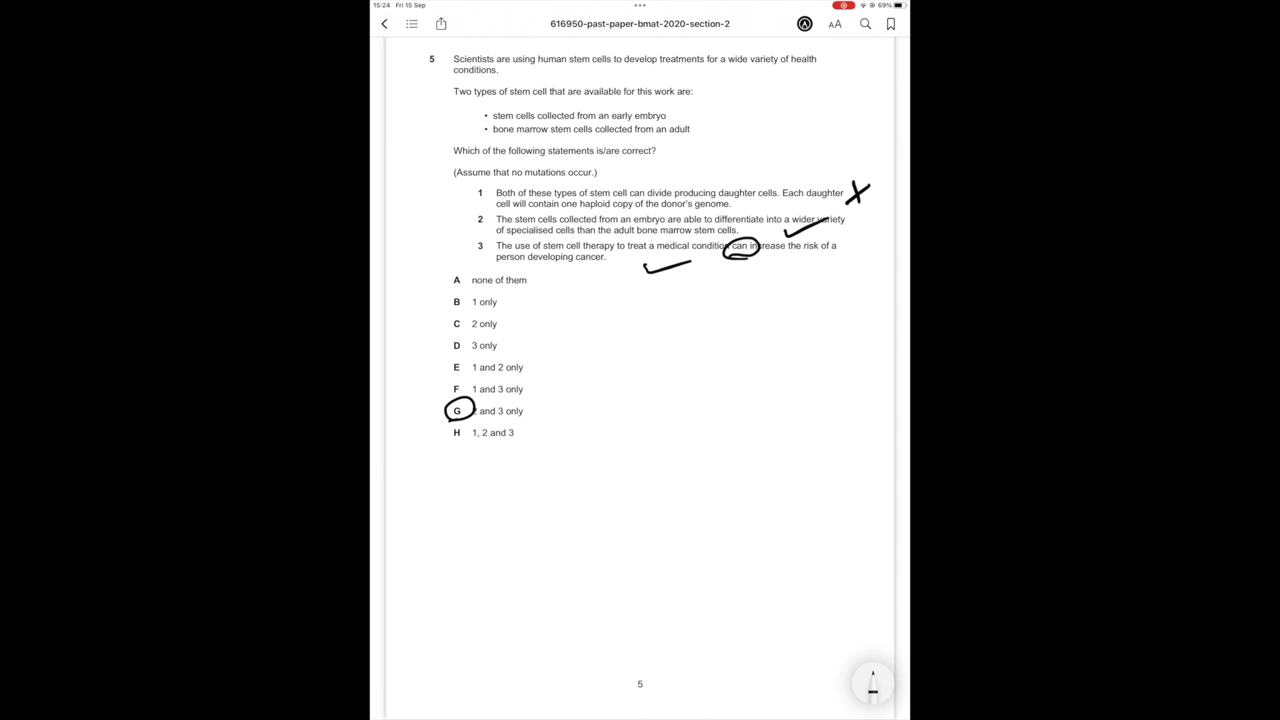 15:24 Fri 15 Sep
69%
616950-past-paper-bmat-2020-section-2
AA
5 Scientists are using human stem cells to develop treatments for a wide variety of health
conditions.
Two types of stem cell that are available for this work are:
• stem cells collected from an early embryo
• bone marrow stem cells collected from an adult
Which of the following statements is/are correct?
(Assume that no mutations occur.)
1 Both of these types of stem cell can divide producing daughter cells. Each daughter
cell will contain one haploid copy of the donor's genome.
2 The stem cells collected from an embryo are able to differentiate into a wider variety
of specialised cells than the adult bone marrow stem cells.
3 The use of stem cell therapy to treat a medical condition can increase the risk of a
person developing cancer.
A none of them
B 1 only
C 2 only
D 3 only
E 1 and 2 only
F 1 and 3 only
G 2 and 3 only
H 1, 2 and 3
5